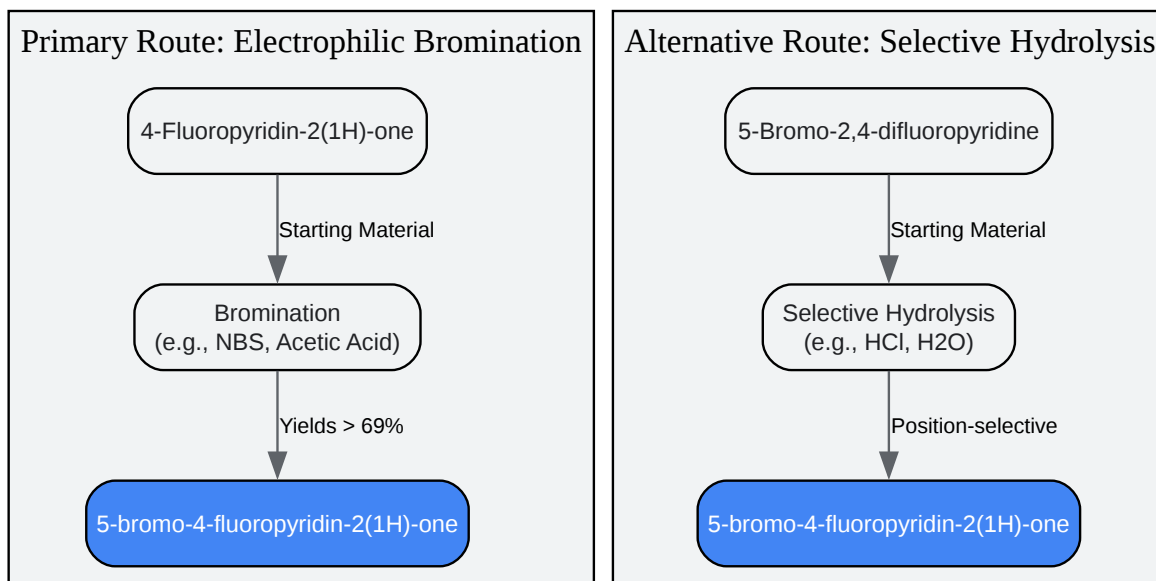 Primary Route: Electrophilic Bromination
4-Fluoropyridin-2(1H)-one
Starting Material
Bromination
(e.g., NBS, Acetic Acid)
Yields > 69%
5-bromo-4-fluoropyridin-2(1H)-one
Alternative Route: Selective Hydrolysis
5-Bromo-2,4-difluoropyridine
Starting Material
Selective Hydrolysis
(e.g., HCl, H2O)
Position-selective
5-bromo-4-fluoropyridin-2(1H)-one